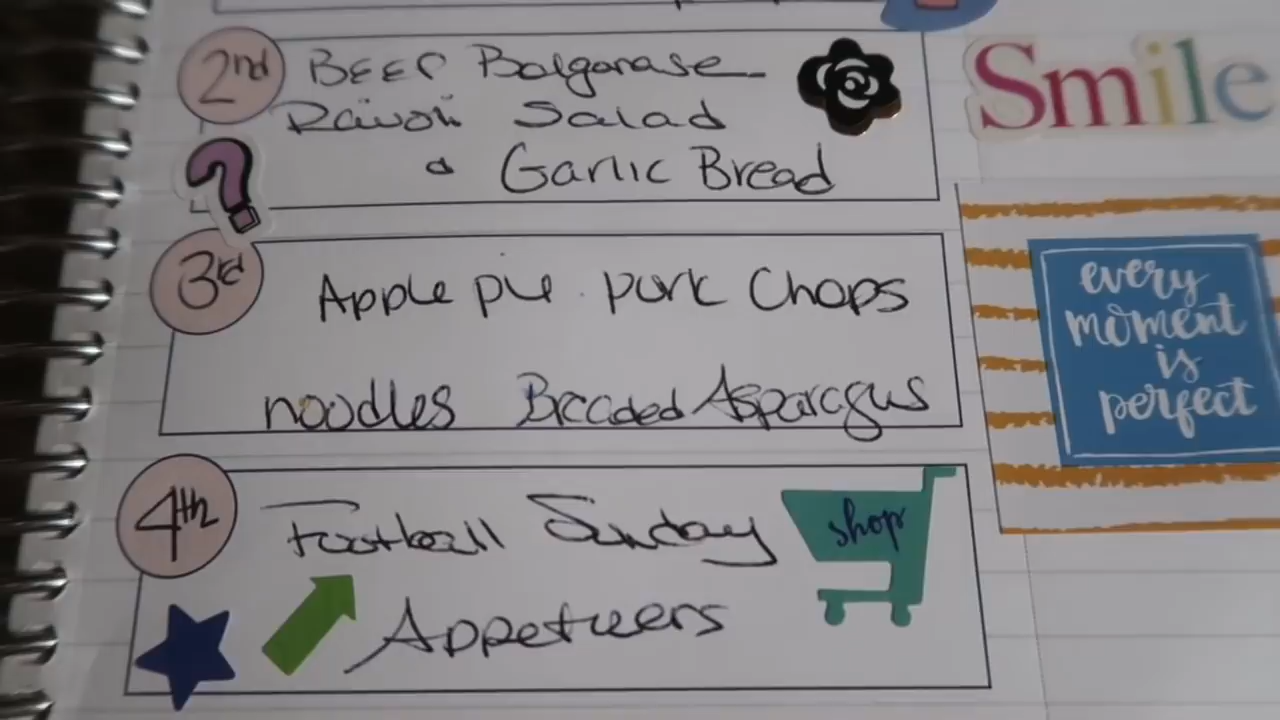 2nd
BEEF Bolganase
Ravioli Salad
& Garlic Bread
Smile
3rd
Apple pie pork Chops
noodles Breaded Asparagus
every
moment
is
perfect
4th
Football Sunday
shop
Appetizers